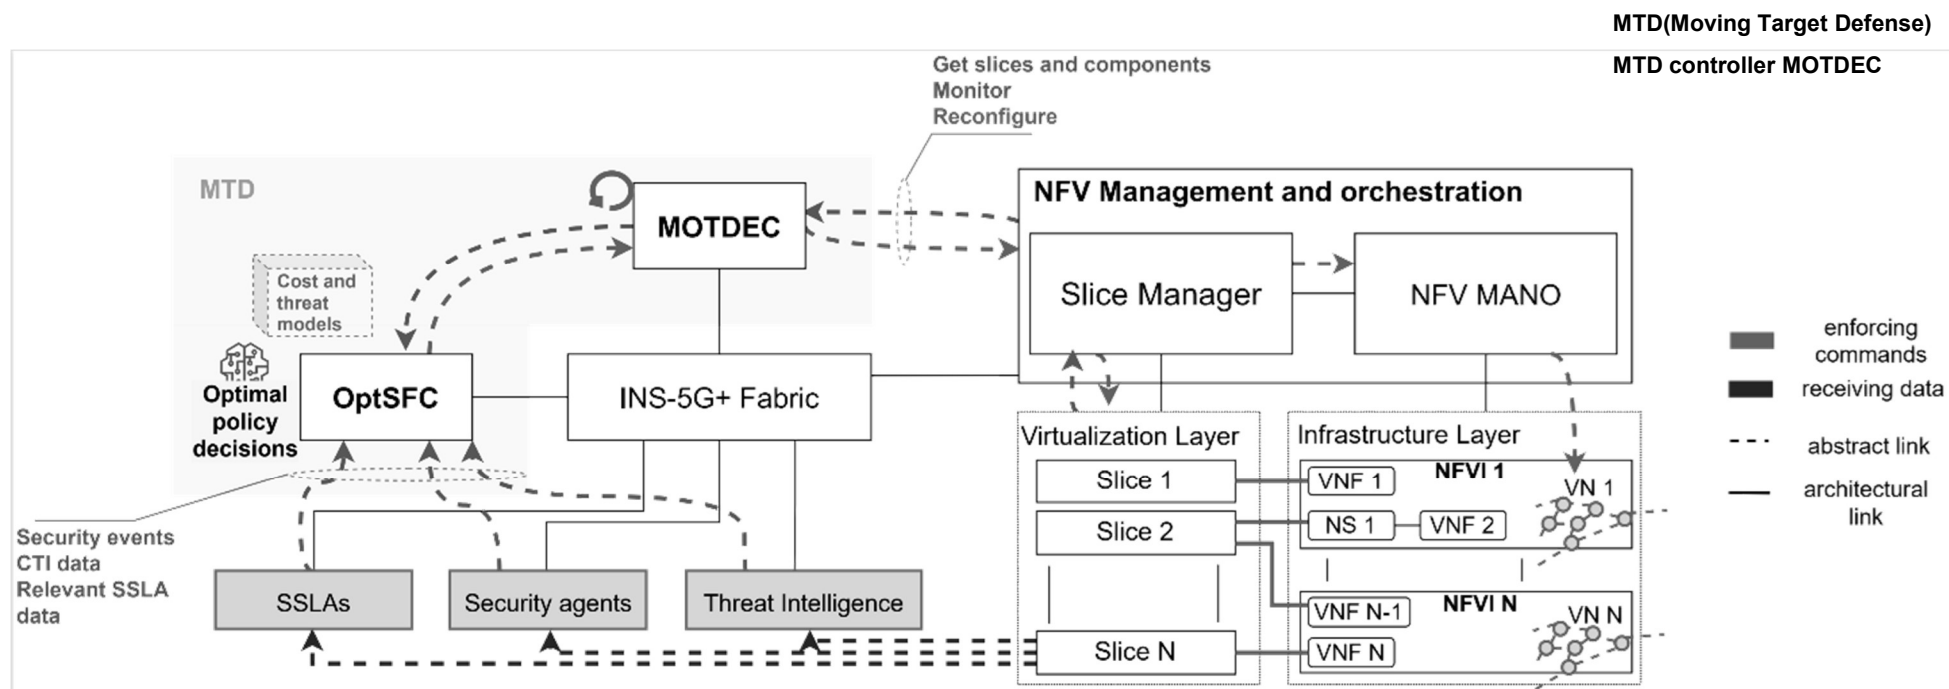 MTD(Moving Target Defense)
MTD controller MOTDEC
Get slices and components
Monitor
Reconfigure
MTD
MOTDEC
NFV Management and orchestration
Slice Manager
NFV MANO
Cost and
threat
models
Optimal
policy
decisions
OptSFC
INS-5G+ Fabric
enforcing
commands
receiving data
abstract link
architectural
link
Virtualization Layer
Slice 1
Slice 2
Slice N
Infrastructure Layer
NFVI 1
VNF 1
VN 1
NS 1
VNF 2
NFVI N
VNF N-1
VN N
VNF N
Security events
CTI data
Relevant SSLA
data
SSLAs
Security agents
Threat Intelligence